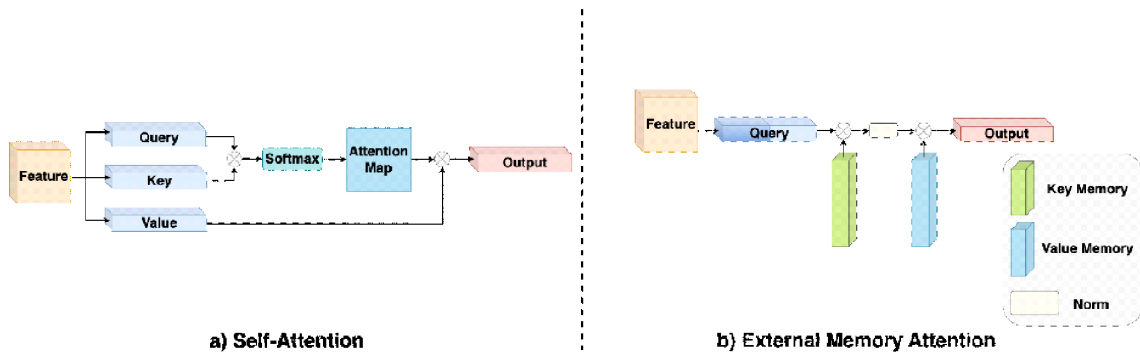 Feature
Query
Key
Value
Softmax
Attention
Map
Output
a) Self-Attention
Feature
Query
Output
Key Memory
Value Memory
Norm
b) External Memory Attention